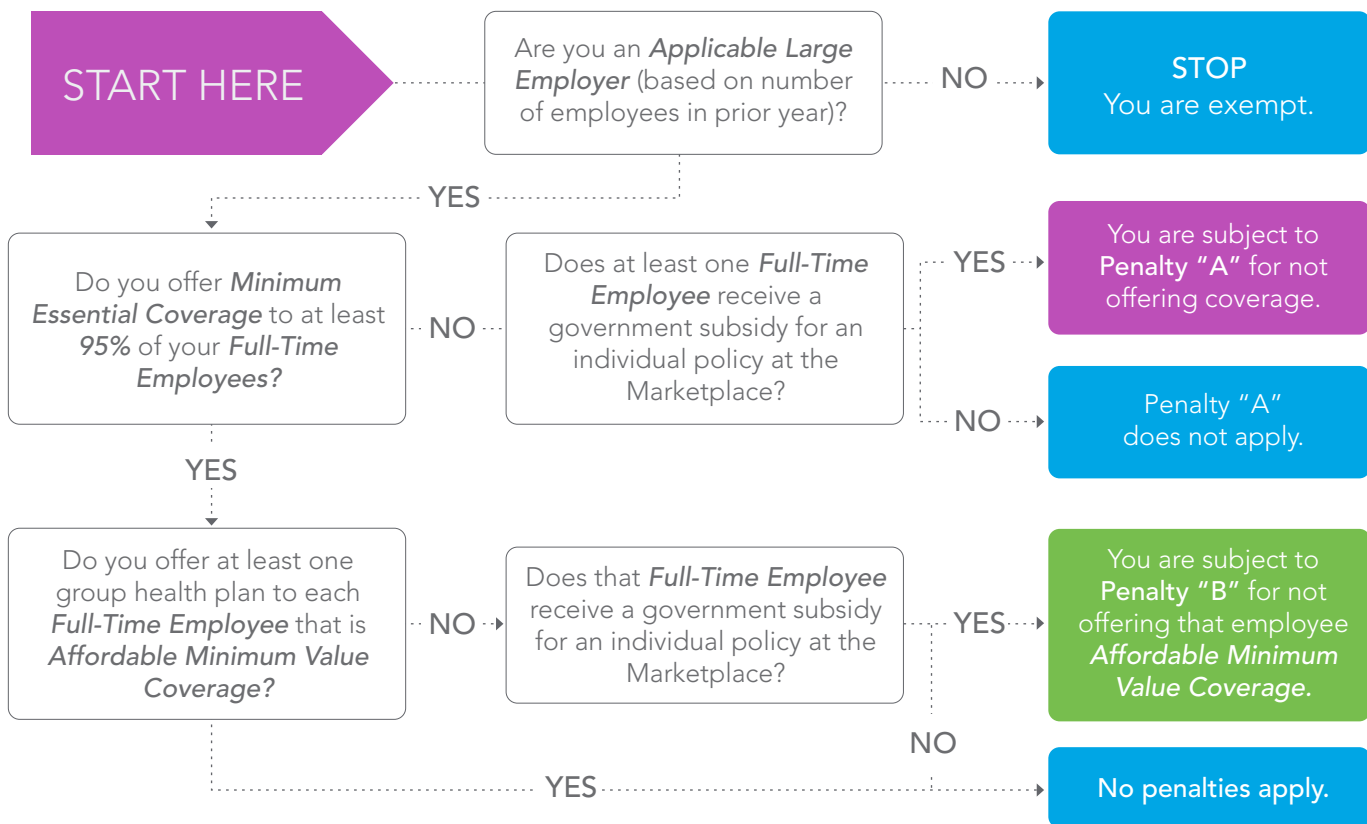 START HERE
Are you an Applicable Large
Employer (based on number
of employees in prior year)?
NO
STOP
You are exempt.
YES
Do you offer Minimum
Essential Coverage to at least
95% of your Full-Time
Employees?
NO
Does at least one Full-Time
Employee receive a
government subsidy for an
individual policy at the
Marketplace?
YES
You are subject to
Penalty “A” for not
offering coverage.
NO
Penalty “A”
does not apply.
YES
Do you offer at least one
group health plan to each
Full-Time Employee that is
Affordable Minimum Value
Coverage?
NO
Does that Full-Time Employee
receive a government subsidy
for an individual policy at the
Marketplace?
YES
You are subject to
Penalty “B” for not
offering that employee
Affordable Minimum
Value Coverage.
NO
YES
No penalties apply.